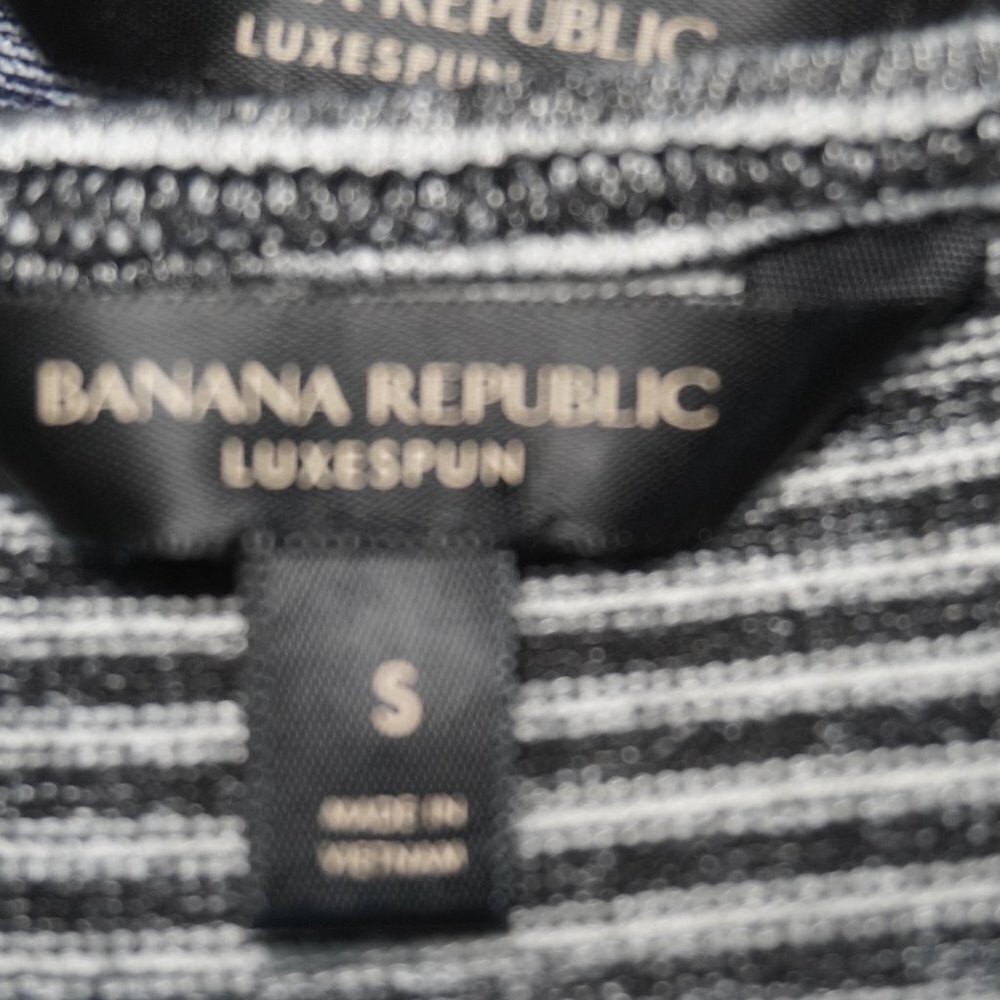 REPUBLIC
LUXESPUN
BANANA REPUBLIC
LUXESPUN
S
MADE IN
VIETNAM